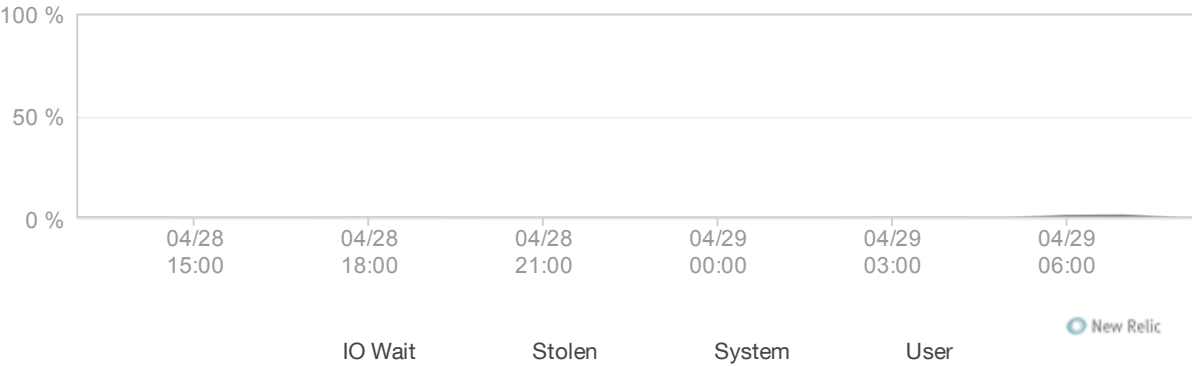 100 %
50 %
0 %
04/28 04/28 04/28 04/29 04/29 04/29
15:00 18:00 21:00 00:00 03:00 06:00
New Relic
IO Wait Stolen System User